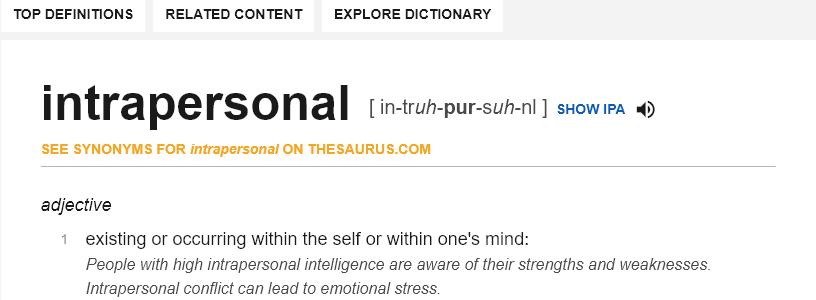 TOP DEFINITIONS RELATED CONTENT EXPLORE DICTIONARY
intrapersonal [ in-truh-pur-suh-nl ] SHOW IPA
SEE SYNONYMS FOR intrapersonal ON THESAURUS.COM
adjective
1 existing or occurring within the self or within one's mind:
People with high intrapersonal intelligence are aware of their strengths and weaknesses.
Intrapersonal conflict can lead to emotional stress.